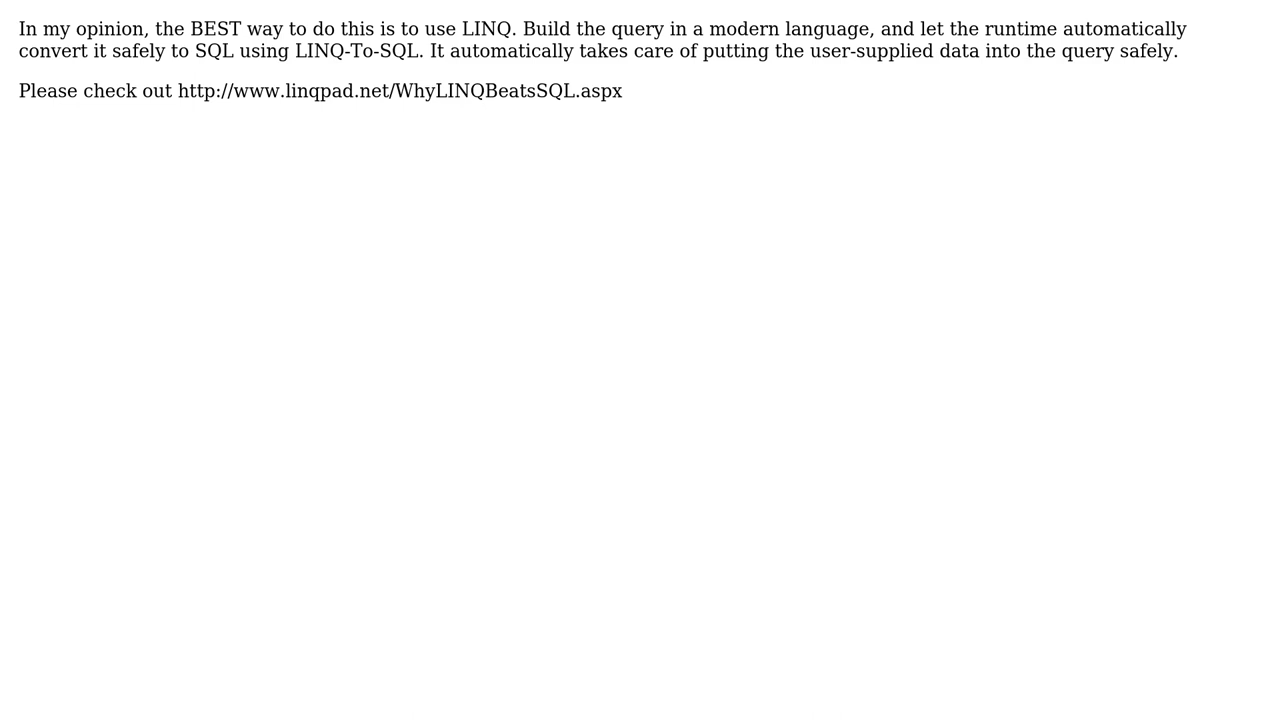 In my opinion, the BEST way to do this is to use LINQ. Build the query in a modern language, and let the runtime automatically
convert it safely to SQL using LINQ-To-SQL. It automatically takes care of putting the user-supplied data into the query safely.
Please check out http://www.linqpad.net/WhyLINQBeatsSQL.aspx